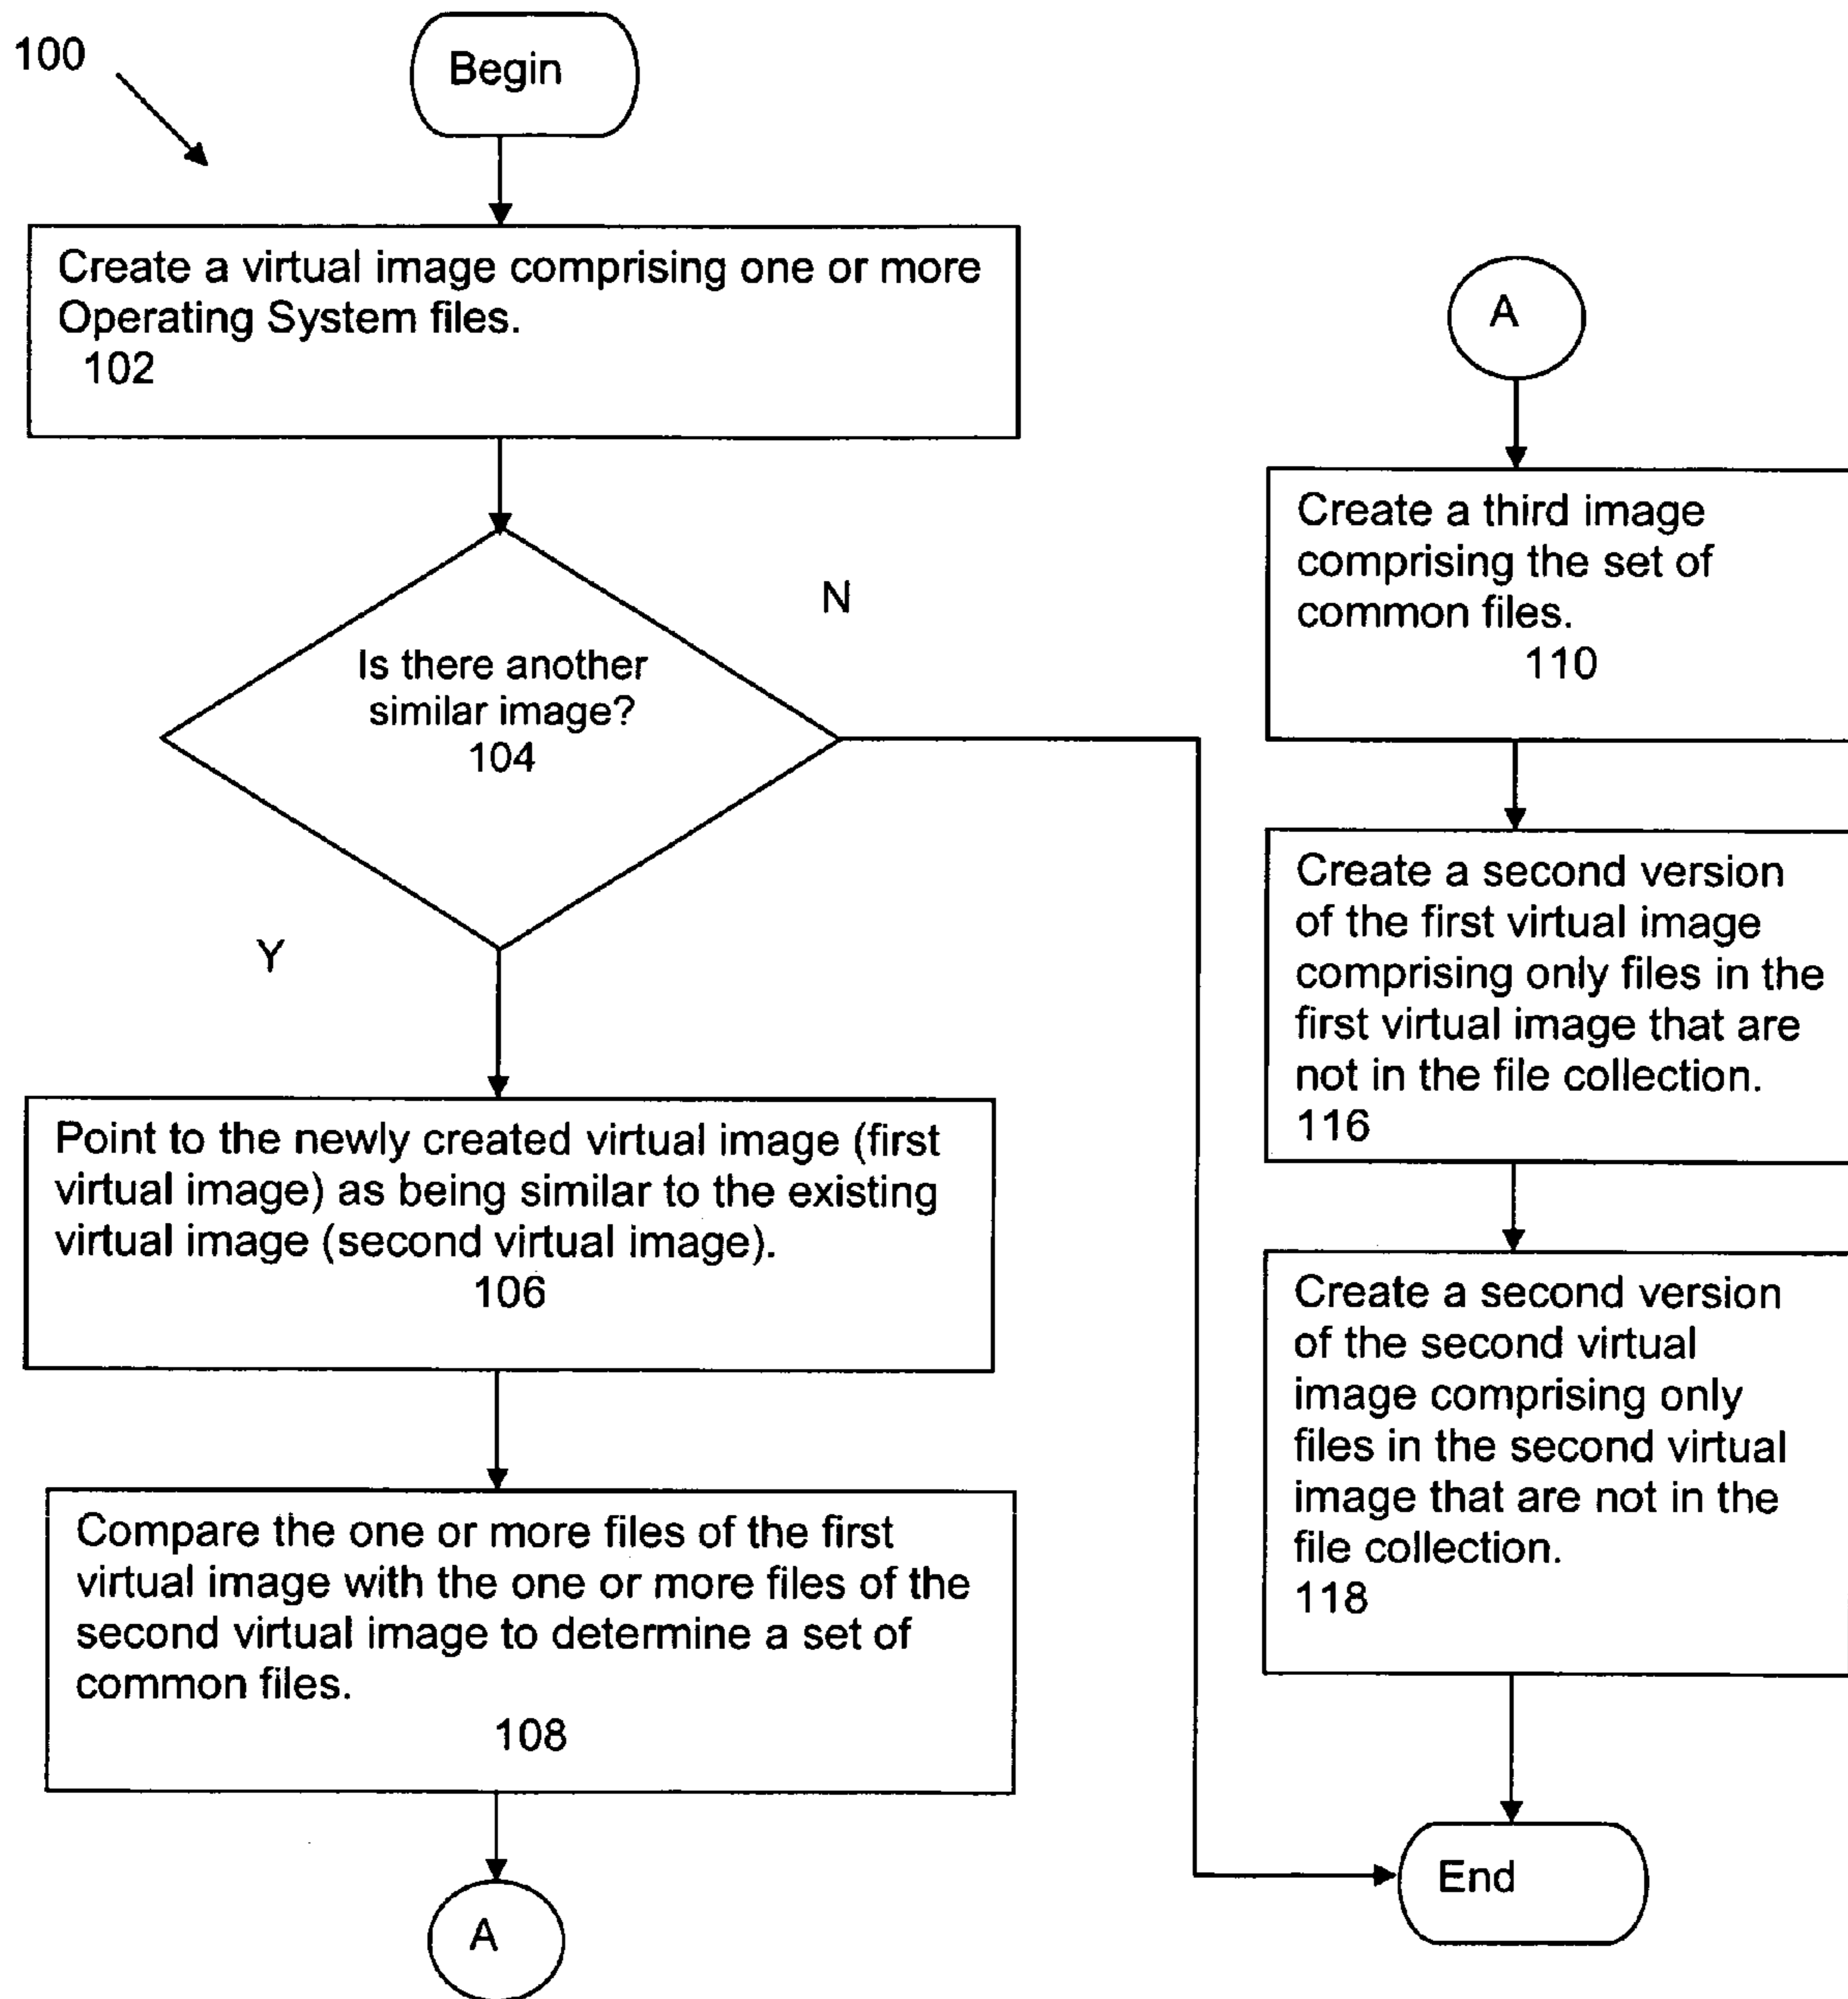 100
Begin
Create a virtual image comprising one or more
Operating System files.
102
Is there another
similar image?
104
N
Y
Point to the newly created virtual image (first
virtual image) as being similar to the existing
virtual image (second virtual image).
106
Compare the one or more files of the first
virtual image with the one or more files of the
second virtual image to determine a set of
common files.
108
A
A
Create a third image
comprising the set of
common files.
110
Create a second version
of the first virtual image
comprising only files in the
first virtual image that are
not in the file collection.
116
Create a second version
of the second virtual
image comprising only
files in the second virtual
image that are not in the
file collection.
118
End